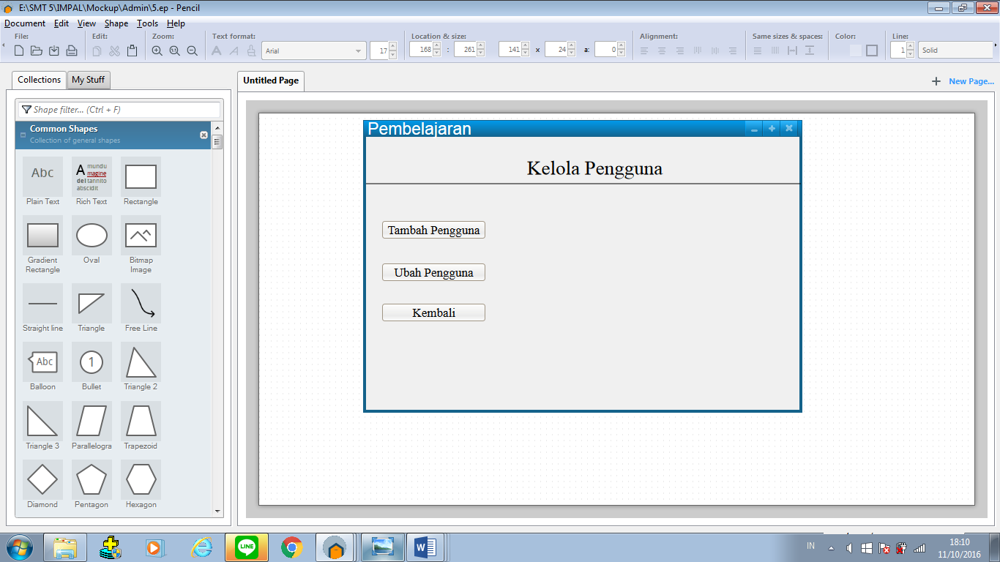 E:\SMT 5\IMPAL\Mockup\Admin\5.ep - Pencil
Document Edit View Shape Tools Help
File: Edit: Zoom: Text format: Location & size: Alignment: Same sizes & spaces: Color: Line:
Arial 17 168 : 261 141 x 24 a: 0 1 Solid
Collections My Stuff
Untitled Page
New Page...
Shape filter... (Ctrl + F)
Common Shapes
Collection of general shapes
Abc
A mundu
magine
del tannito
abscidit
Plain Text Rich Text Rectangle
Gradient
Rectangle
Oval
Bitmap
Image
Straight line Triangle Free Line
Abc
1
Balloon Bullet Triangle 2
Triangle 3 Parallelogra Trapezoid
Diamond Pentagon Hexagon
Pembelajaran
Kelola Pengguna
Tambah Pengguna
Ubah Pengguna
Kembali
LINE
W
IN
18:10
11/10/2016